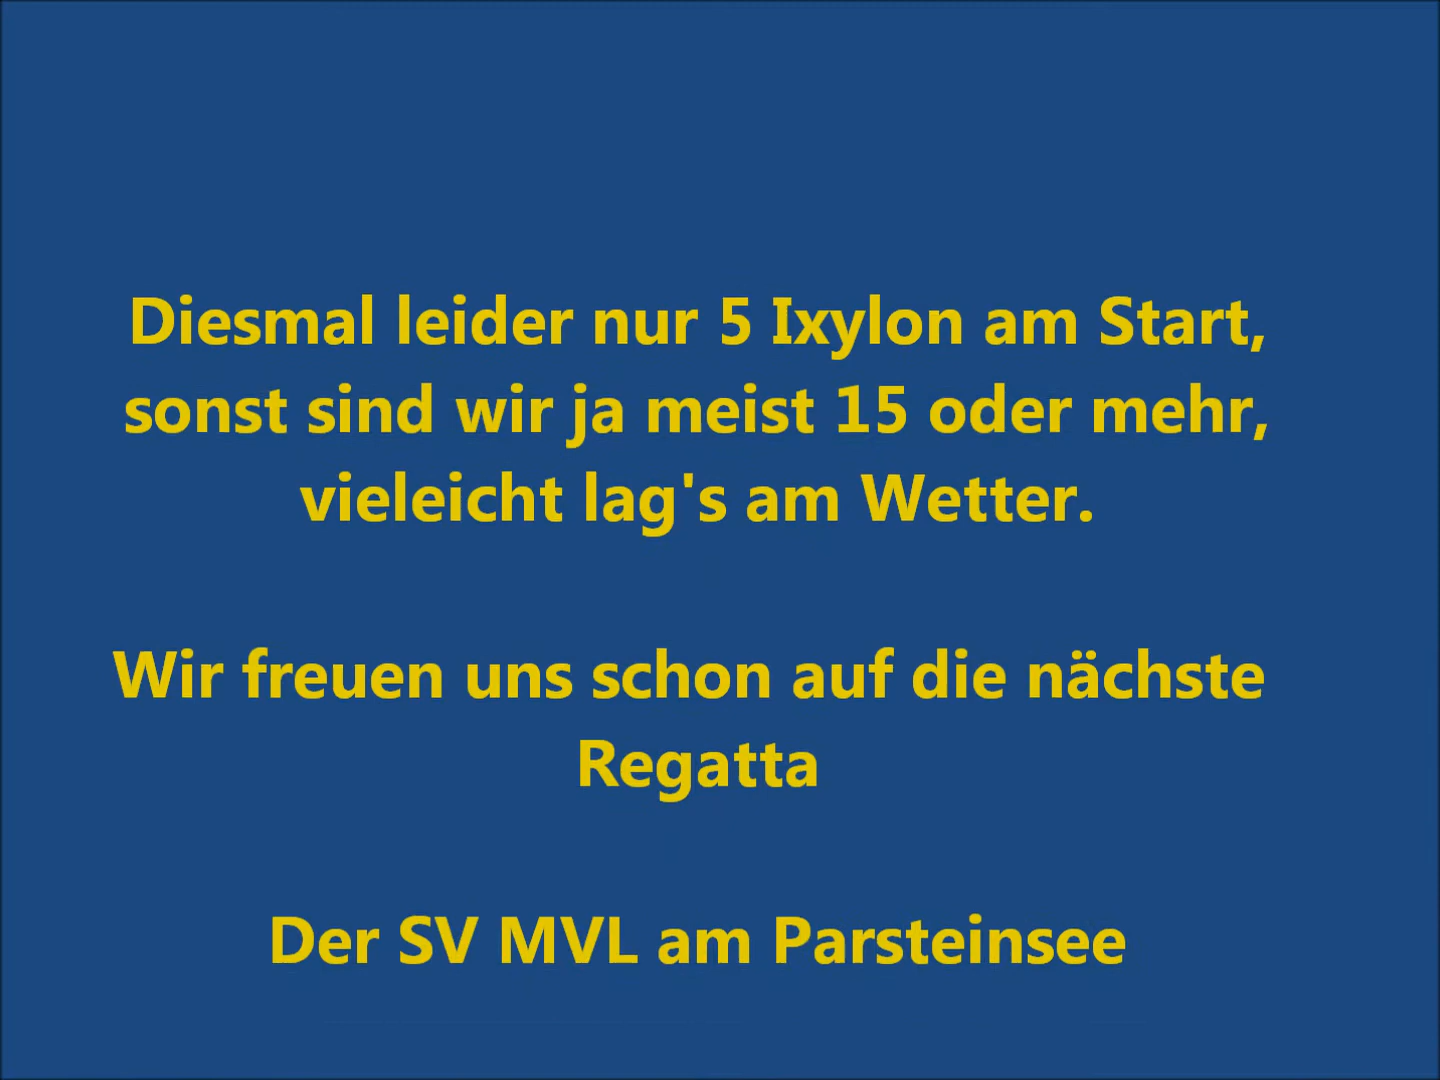 Diesmal leider nur 5 Ixylon am Start,
sonst sind wir ja meist 15 oder mehr,
vieleicht lag's am Wetter.
Wir freuen uns schon auf die nächste
Regatta
Der SV MVL am Parsteinsee